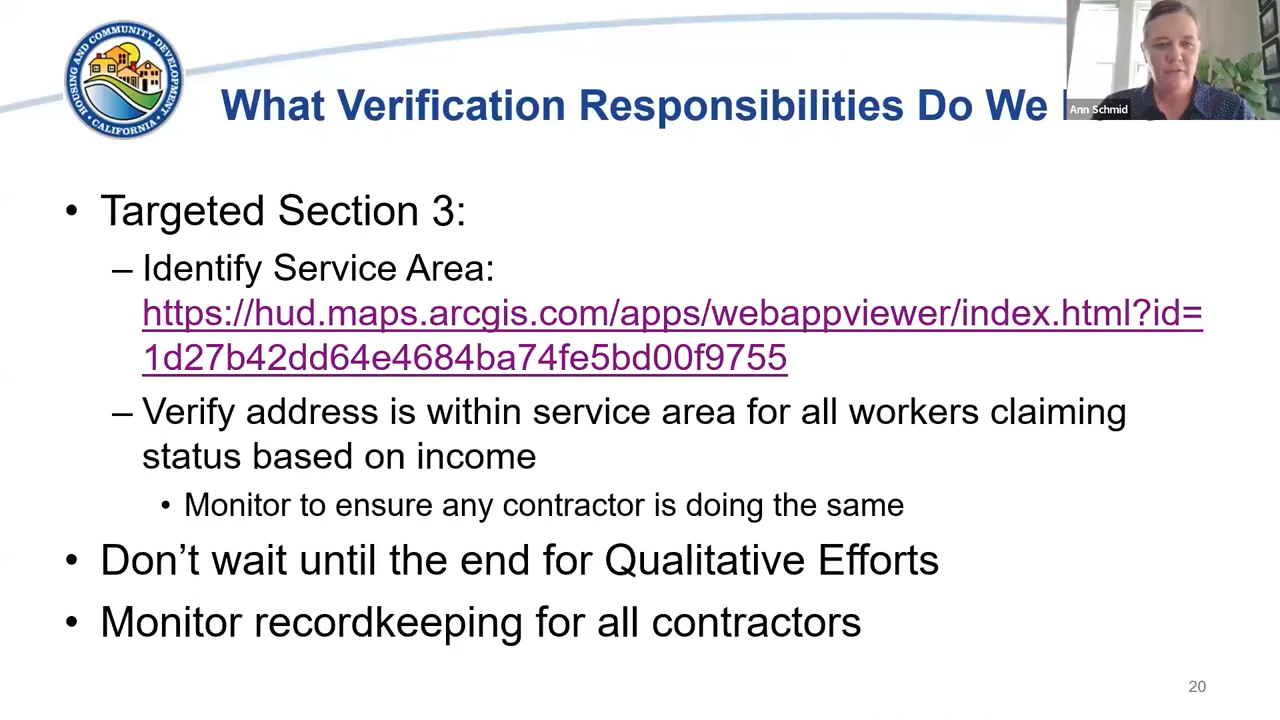 HOUSING AND COMMUNITY DEVELOPMENT
CALIFORNIA
What Verification Responsibilities Do We
Ann Schmid
• Targeted Section 3:
– Identify Service Area:
https://hud.maps.arcgis.com/apps/webappviewer/index.html?id=
1d27b42dd64e4684ba74fe5bd00f9755
– Verify address is within service area for all workers claiming
status based on income
• Monitor to ensure any contractor is doing the same
• Don’t wait until the end for Qualitative Efforts
• Monitor recordkeeping for all contractors
20